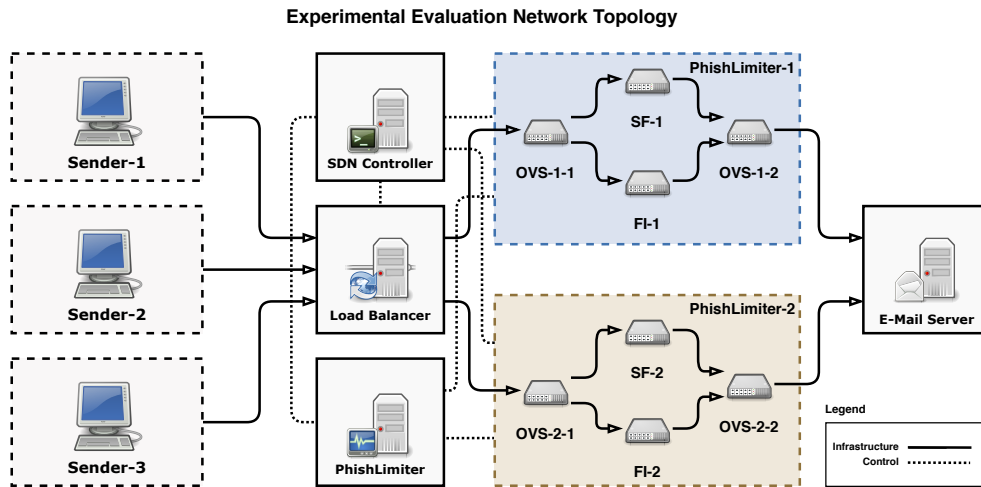 Experimental Evaluation Network Topology
Sender-1
Sender-2
Sender-3
SDN Controller
Load Balancer
PhishLimiter
PhishLimiter-1
SF-1
OVS-1-1
OVS-1-2
FI-1
PhishLimiter-2
SF-2
OVS-2-1
OVS-2-2
FI-2
E-Mail Server
Legend
Infrastructure
Control